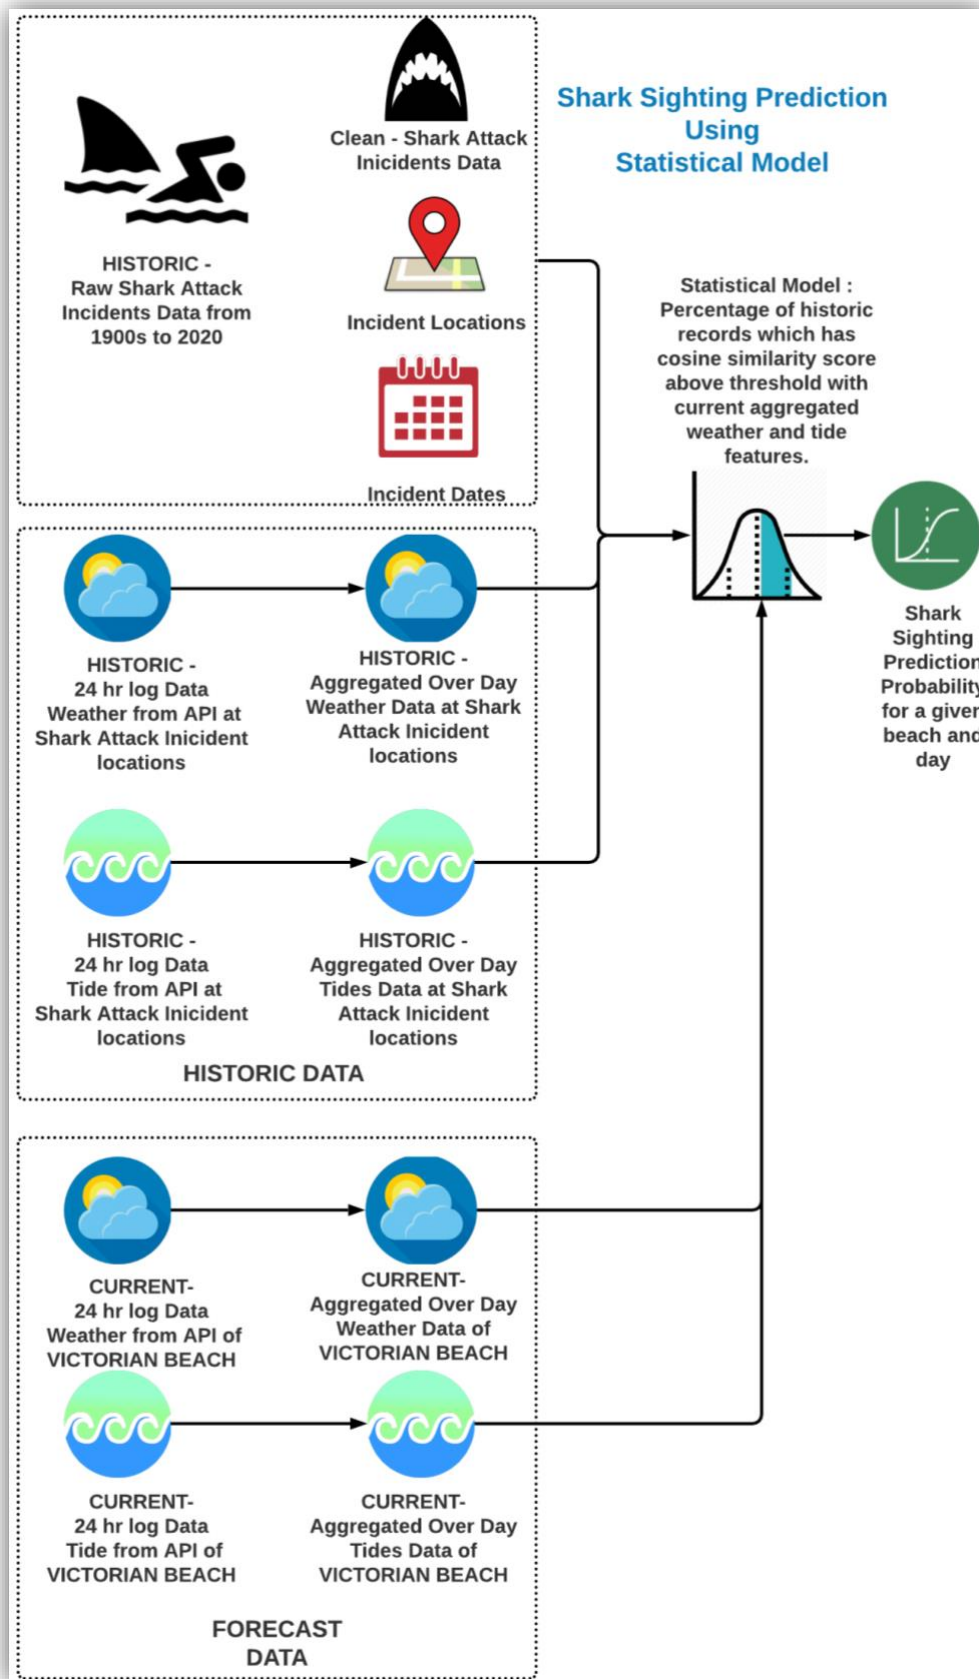 Shark Sighting Prediction
Using
Statistical Model
Clean - Shark Attack
Inicidents Data
HISTORIC -
Raw Shark Attack
Incidents Data from
1900s to 2020
Incident Locations
Incident Dates
Statistical Model :
Percentage of historic
records which has
cosine similarity score
above threshold with
current aggregated
weather and tide
features.
Shark
Sighting
Prediction
Probability
for a given
beach and
day
HISTORIC -
24 hr log Data
Weather from API at
Shark Attack Inicident
locations
HISTORIC -
Aggregated Over Day
Weather Data at Shark
Attack Inicident
locations
HISTORIC -
24 hr log Data
Tide from API at
Shark Attack Inicident
locations
HISTORIC -
Aggregated Over Day
Tides Data at Shark
Attack Inicident
locations
HISTORIC DATA
CURRENT-
24 hr log Data
Weather from API of
VICTORIAN BEACH
CURRENT-
Aggregated Over Day
Weather Data of
VICTORIAN BEACH
CURRENT-
24 hr log Data
Tide from API of
VICTORIAN BEACH
CURRENT-
Aggregated Over Day
Tides Data of
VICTORIAN BEACH
FORECAST
DATA